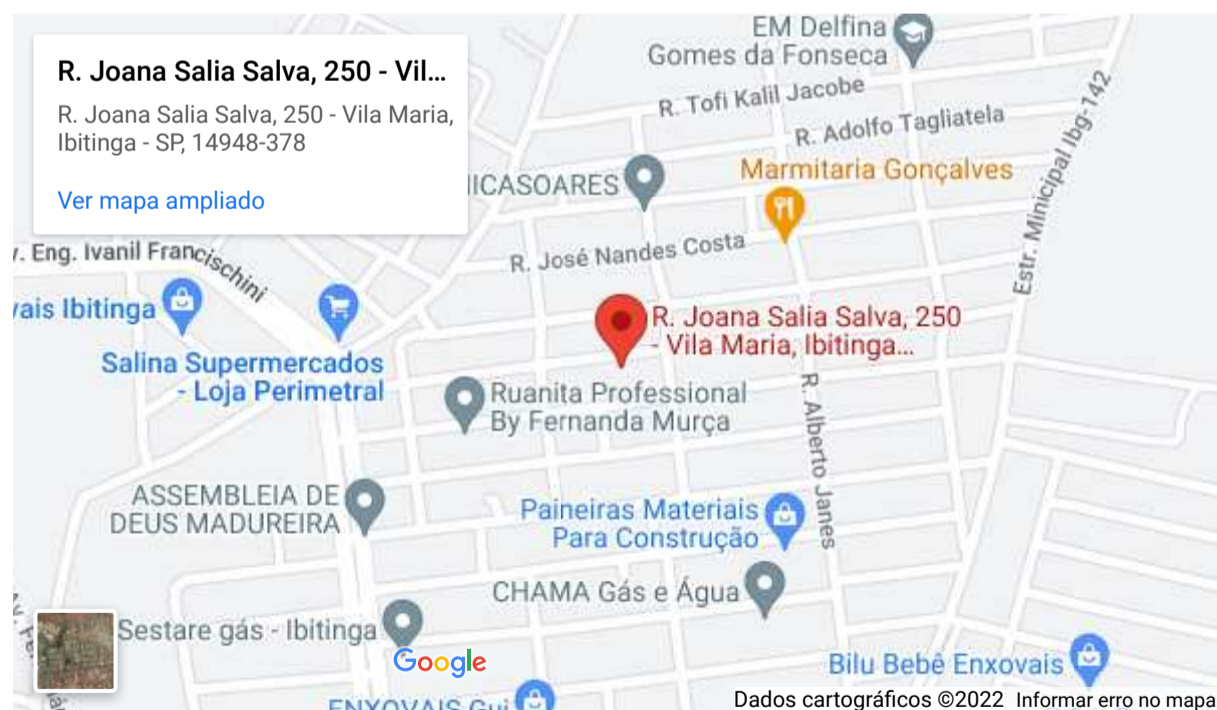 R. Joana Salia Salva, 250 - Vil...
R. Joana Salia Salva, 250 - Vila Maria,
Ibitinga - SP, 14948-378
Ver mapa ampliado
EM Delfina
Gomes da Fonseca
R. Tofi Kalil Jacobe
R. Adolfo Tagliatela
Estr. Minicipal Ibg-142
Marmitaria Gonçalves
R. José Nandes Costa
Eng. Ivanil Francischini
Ibitinga
Salina Supermercados
- Loja Perimetral
R. Joana Salia Salva, 250
- Vila Maria, Ibitinga...
Ruanita Professional
By Fernanda Murça
R. Alberto Janes
ASSEMBLEIA DE
DEUS MADUREIRA
Paineiras Materiais
Para Construção
CHAMA Gás e Água
Sestare gás - Ibitinga
Google
Bilu Bebê Enxovais
ENXOVAIS Gui
Dados cartográficos ©2022 Informar erro no mapa